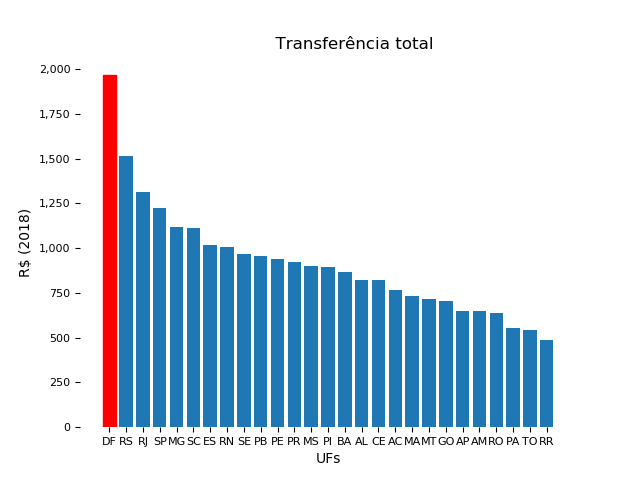 Transferência total
R$ (2018)
2,000
1,750
1,500
1,250
1,000
750
500
250
0
DF RS RJ SP MG SC ES RN SE PB PE PR MS PI BA AL CE AC MA MT GO AP AM RO PA TO RR
UFs